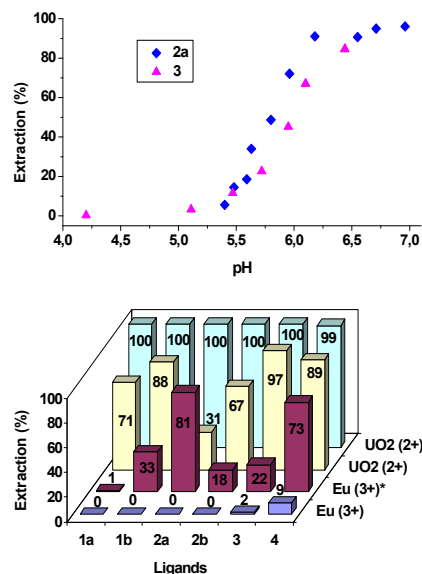 100
80
60
40
20
0
Extraction (%)
2a
3
4,0 4,5 5,0 5,5 6,0 6,5 7,0
pH
100 100 100 100 100 99
71 88 31 67 97 89
1 33 81 18 22 73
0 0 0 0 2 9
100
80
60
40
20
0
Extraction (%)
UO2 (2+)
UO2 (2+)
Eu (3+)*
Eu (3+)
1a 1b 2a 2b 3 4
Ligands